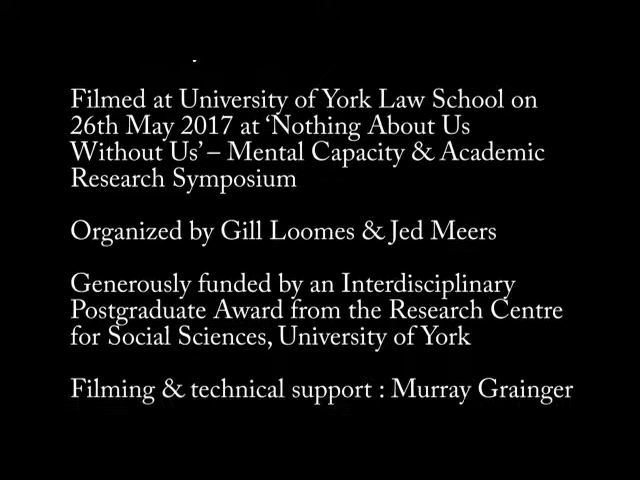 Filmed at University of York Law School on
26th May 2017 at ‘Nothing About Us
Without Us’ – Mental Capacity & Academic
Research Symposium
Organized by Gill Loomes & Jed Meers
Generously funded by an Interdisciplinary
Postgraduate Award from the Research Centre
for Social Sciences, University of York
Filming & technical support : Murray Grainger